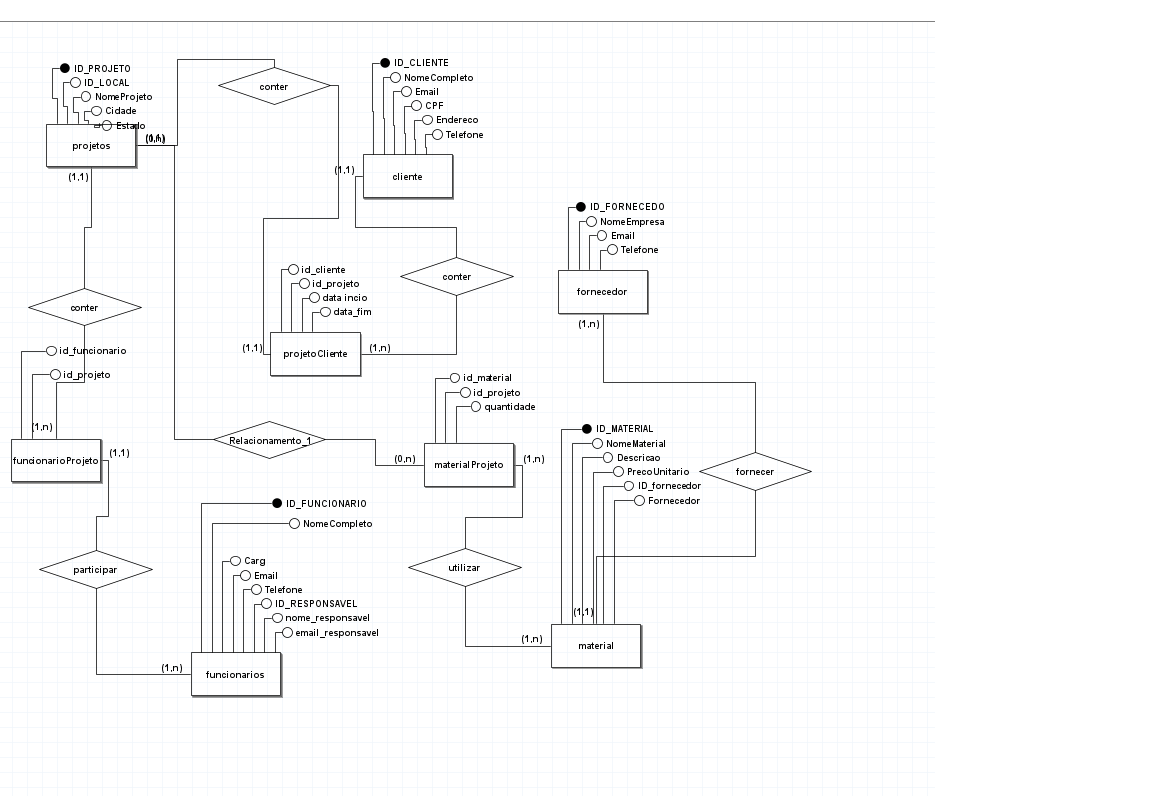 ID_PROJETO
ID_LOCAL
NomeProjeto
Cidade
Estado
projetos
(1,1)
conter
ID_CLIENTE
NomeCompleto
Email
CPF
Endereco
Telefone
(1,1)
cliente
ID_FORNECEDO
NomeEmpresa
Email
Telefone
fornecedor
(1,n)
conter
id_cliente
id_projeto
data incio
data_fim
(1,1)
projetoCliente
(1,n)
conter
id_funcionario
id_projeto
(1,n)
funcionarioProjeto
(1,1)
Relacionamento_1
id_material
id_projeto
quantidade
(0,n)
materialProjeto
(1,n)
ID_MATERIAL
NomeMaterial
Descricao
PrecoUnitario
ID_fornecedor
Fornecedor
fornecer
ID_FUNCIONARIO
NomeCompleto
Carg
Email
Telefone
ID_RESPONSAVEL
nome_responsavel
email_responsavel
participar
utilizar
(1,1)
(1,n)
material
(1,n)
funcionarios